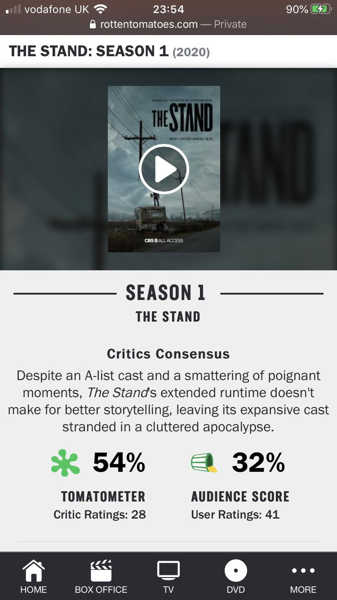 vodafone UK 23:54 90%
rottentomatoes.com — Private
THE STAND: SEASON 1 (2020)
THE STAND
CBS ALL ACCESS
SEASON 1
THE STAND
Critics Consensus
Despite an A-list cast and a smattering of poignant
moments, The Stand's extended runtime doesn't
make for better storytelling, leaving its expansive cast
stranded in a cluttered apocalypse.
54% 32%
TOMATOMETER AUDIENCE SCORE
Critic Ratings: 28 User Ratings: 41
HOME BOX OFFICE TV DVD MORE